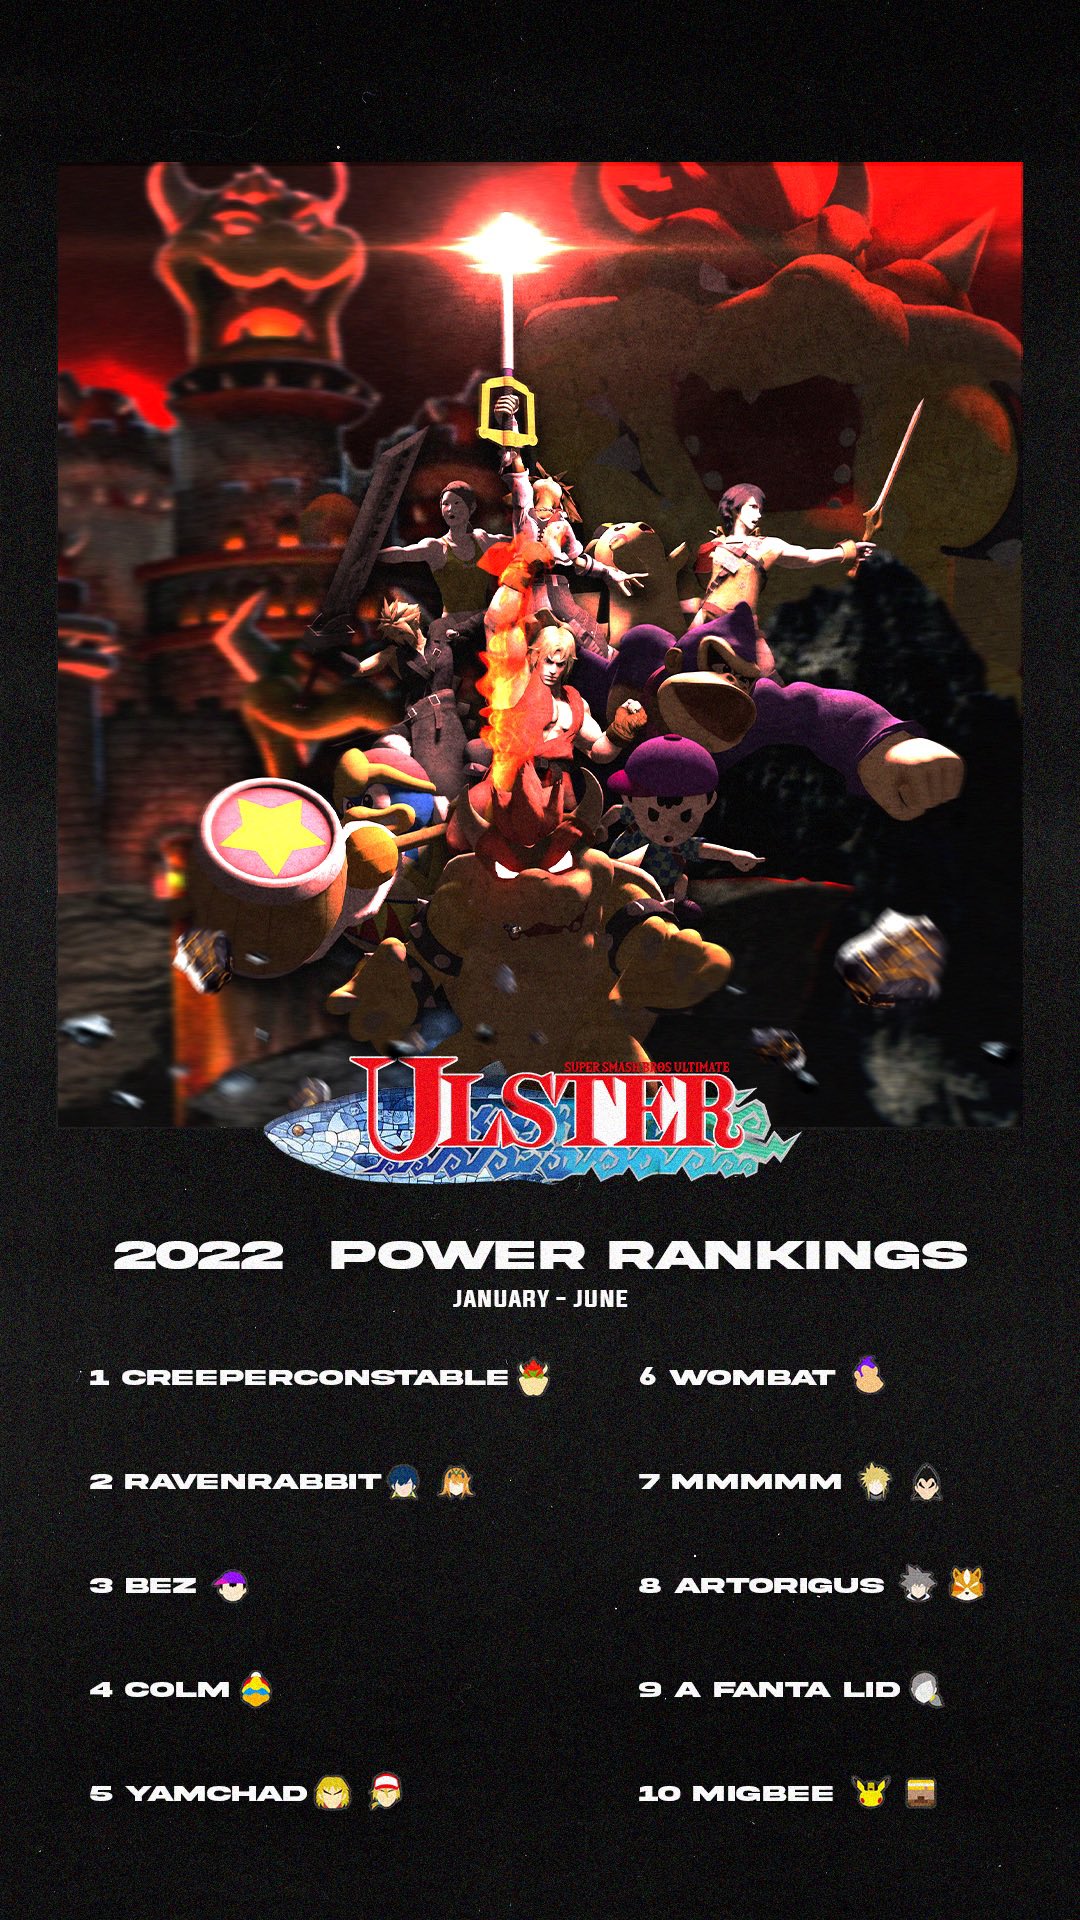 SUPER SMASH BROS ULTIMATE
ULSTER
2022 POWER RANKINGS
JANUARY - JUNE
1 CREEPERCONSTABLE
2 RAVENRABBIT
3 BEZ
4 COLM
5 YAMCHAD
6 WOMBAT
7 MMMMM
8 ARTORIGUS
9 A FANTA LID
10 MIGBEE